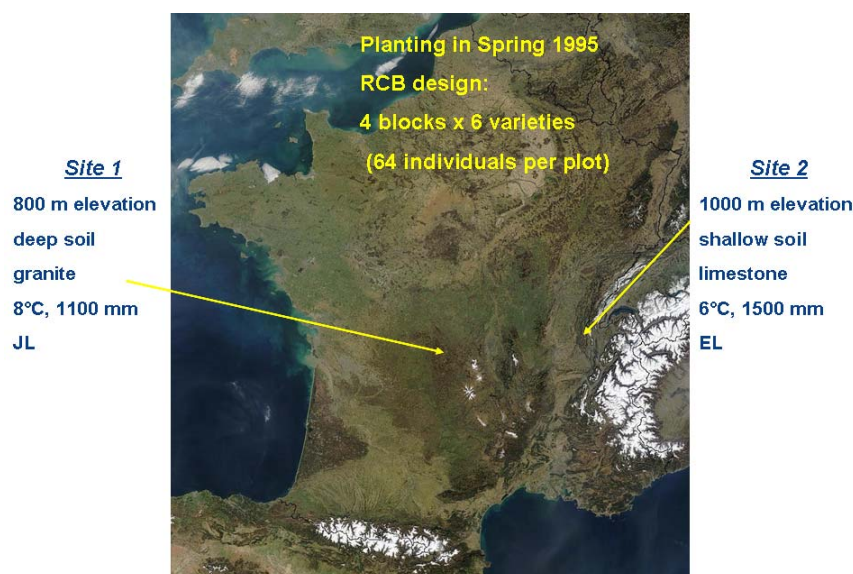 Planting in Spring 1995
RCB design:
4 blocks x 6 varieties
(64 individuals per plot)
Site 1
800 m elevation
deep soil
granite
8°C, 1100 mm
JL
Site 2
1000 m elevation
shallow soil
limestone
6°C, 1500 mm
EL